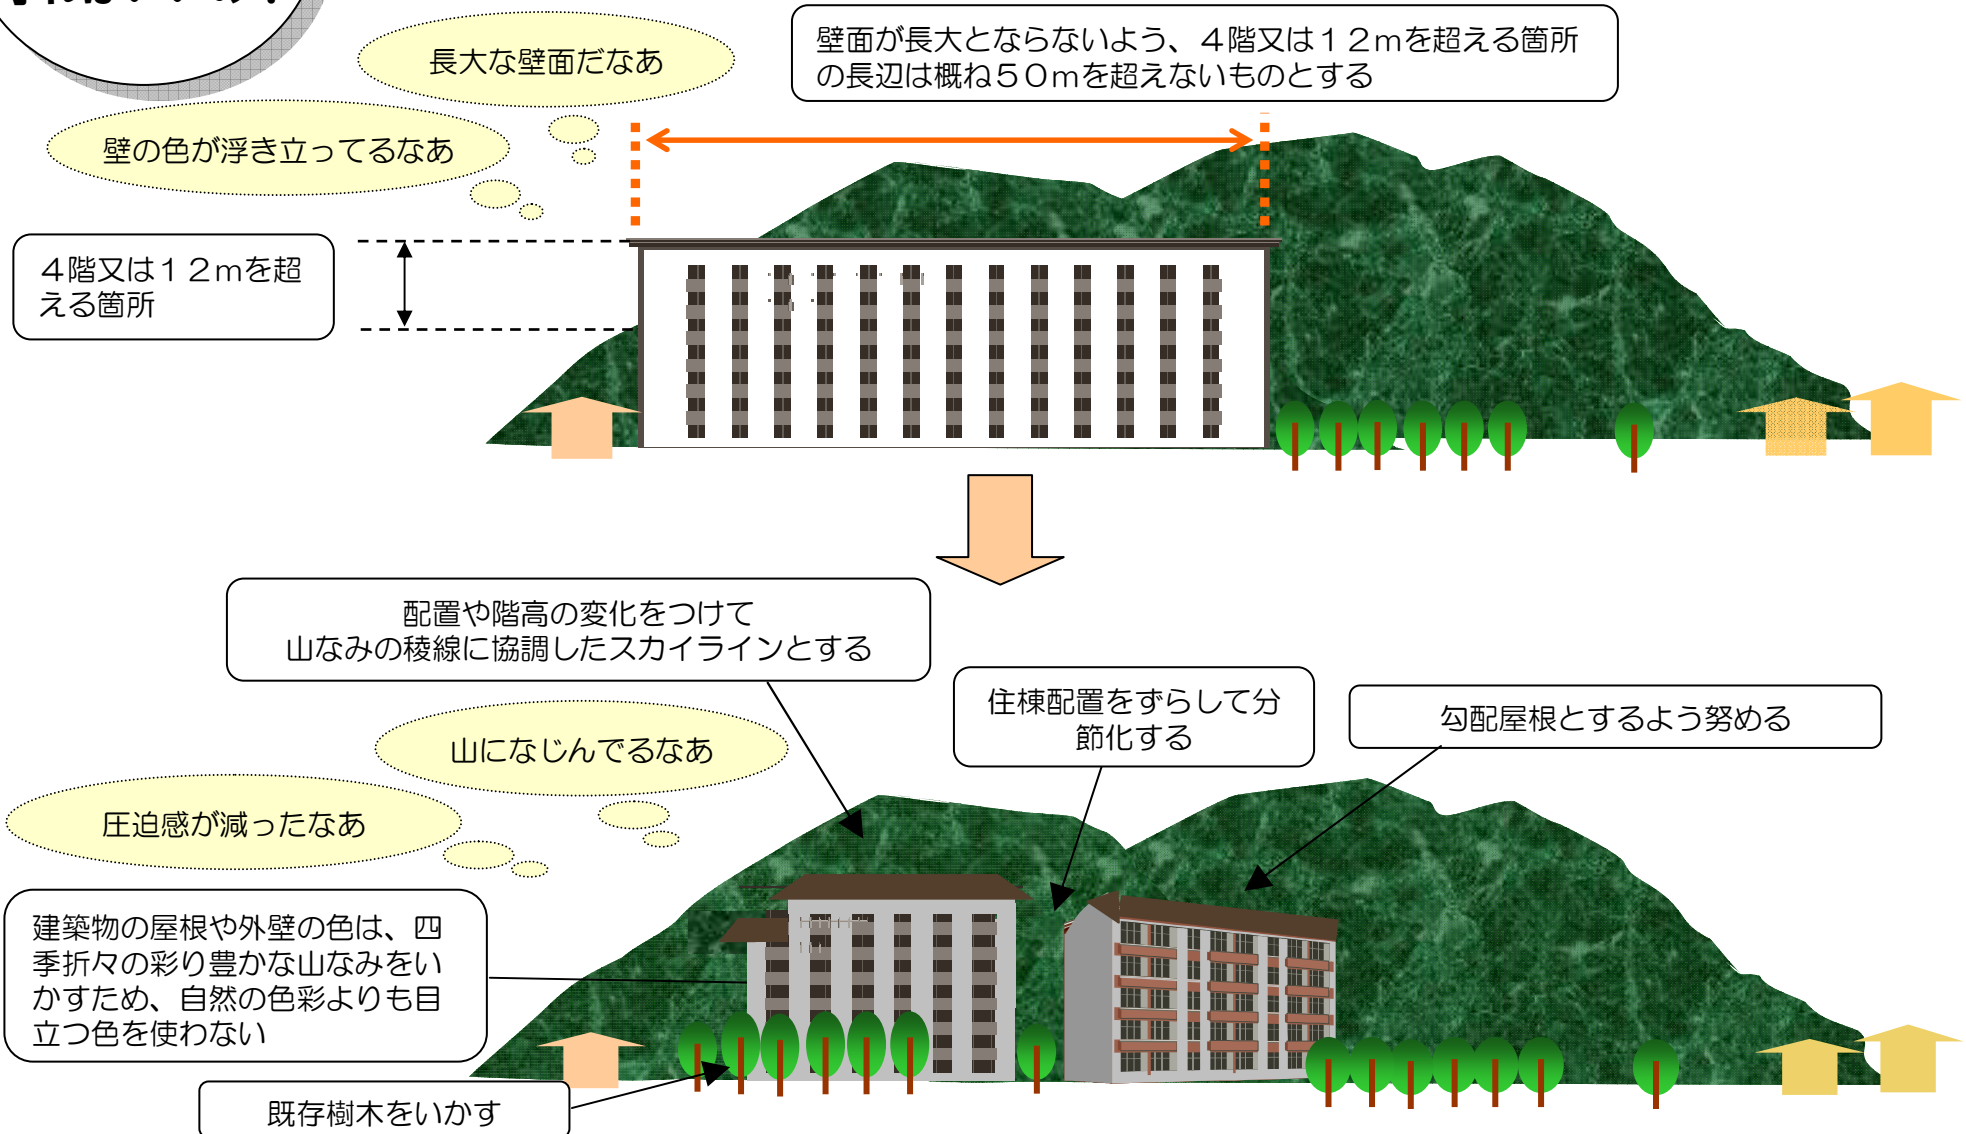 長大な壁面だなあ
壁面が長大とならないよう、４階又は１２ｍを超える箇所
の長辺は概ね５０ｍを超えないものとする
壁の色が浮き立ってるなあ
４階又は１２ｍを超
える箇所
配置や階高の変化をつけて
山なみの稜線に協調したスカイラインとする
住棟配置をずらして分
節化する
勾配屋根とするよう努める
山になじんでるなあ
圧迫感が減ったなあ
建築物の屋根や外壁の色は、四
季折々の彩り豊かな山なみをい
かすため、自然の色彩よりも目
立つ色を使わない
既存樹木をいかす